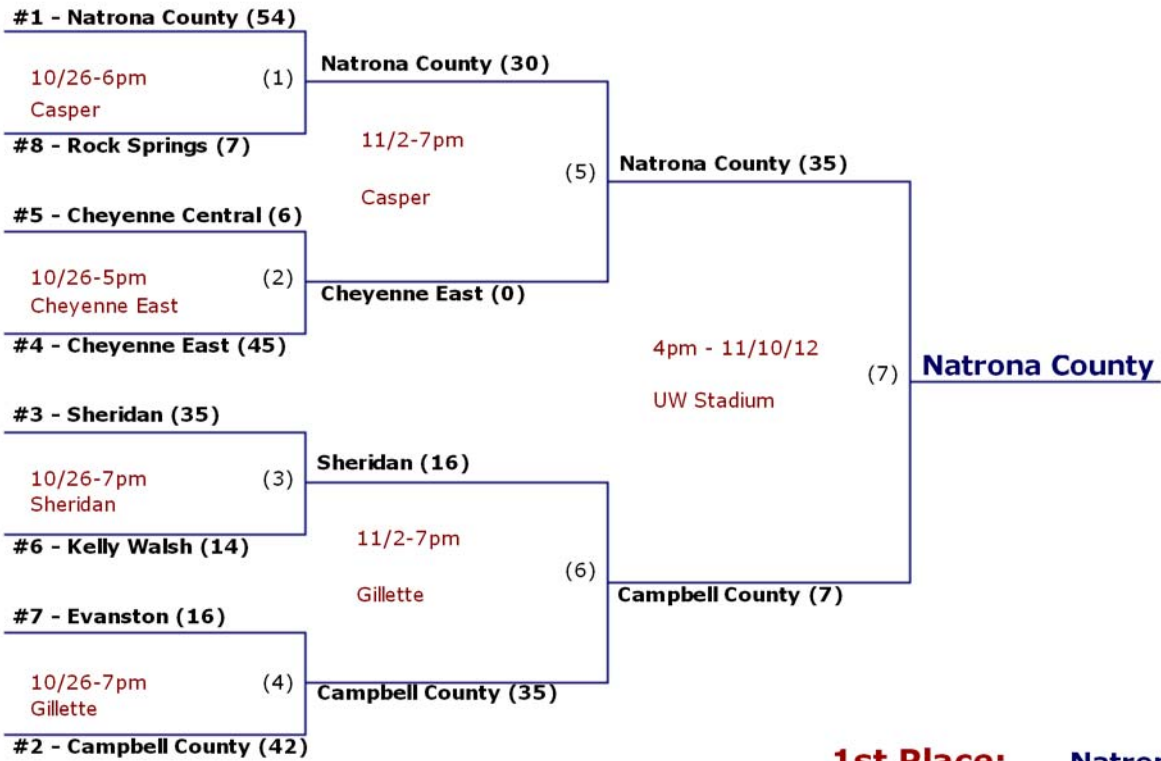 #1 - Natrona County (54)
10/26-6pm
(1)
Casper
#8 - Rock Springs (7)
Natrona County (30)
11/2-7pm
(5)
Casper
#5 - Cheyenne Central (6)
10/26-5pm
(2)
Cheyenne East
#4 - Cheyenne East (45)
Cheyenne East (0)
Natrona County (35)
4pm - 11/10/12
(7)
UW Stadium
Natrona County
#3 - Sheridan (35)
10/26-7pm
(3)
Sheridan
#6 - Kelly Walsh (14)
Sheridan (16)
11/2-7pm
(6)
Gillette
Campbell County (7)
#7 - Evanston (16)
10/26-7pm
(4)
Gillette
#2 - Campbell County (42)
Campbell County (35)
1st Place: